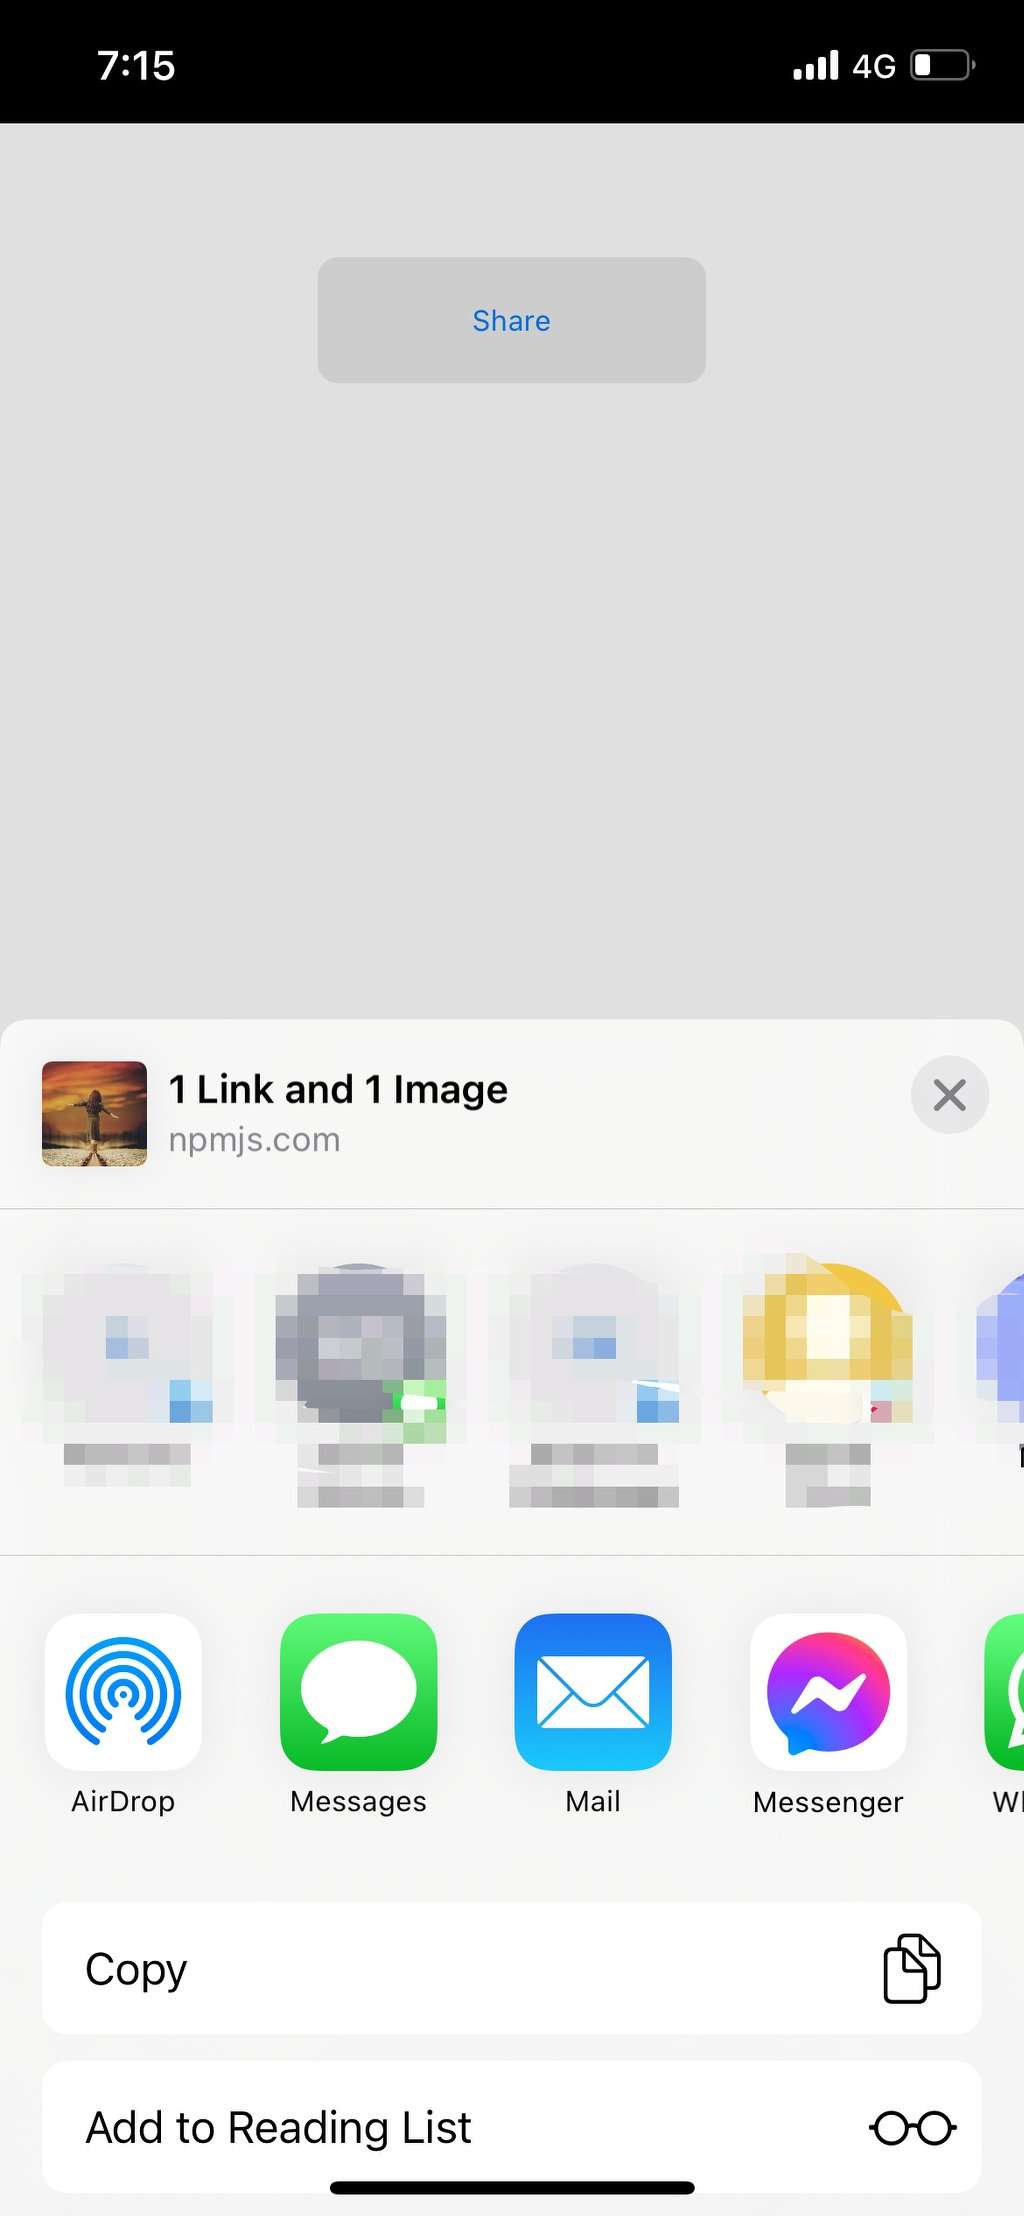 7:15
4G
Share
1 Link and 1 Image
npmjs.com
AirDrop
Messages
Mail
Messenger
Copy
Add to Reading List